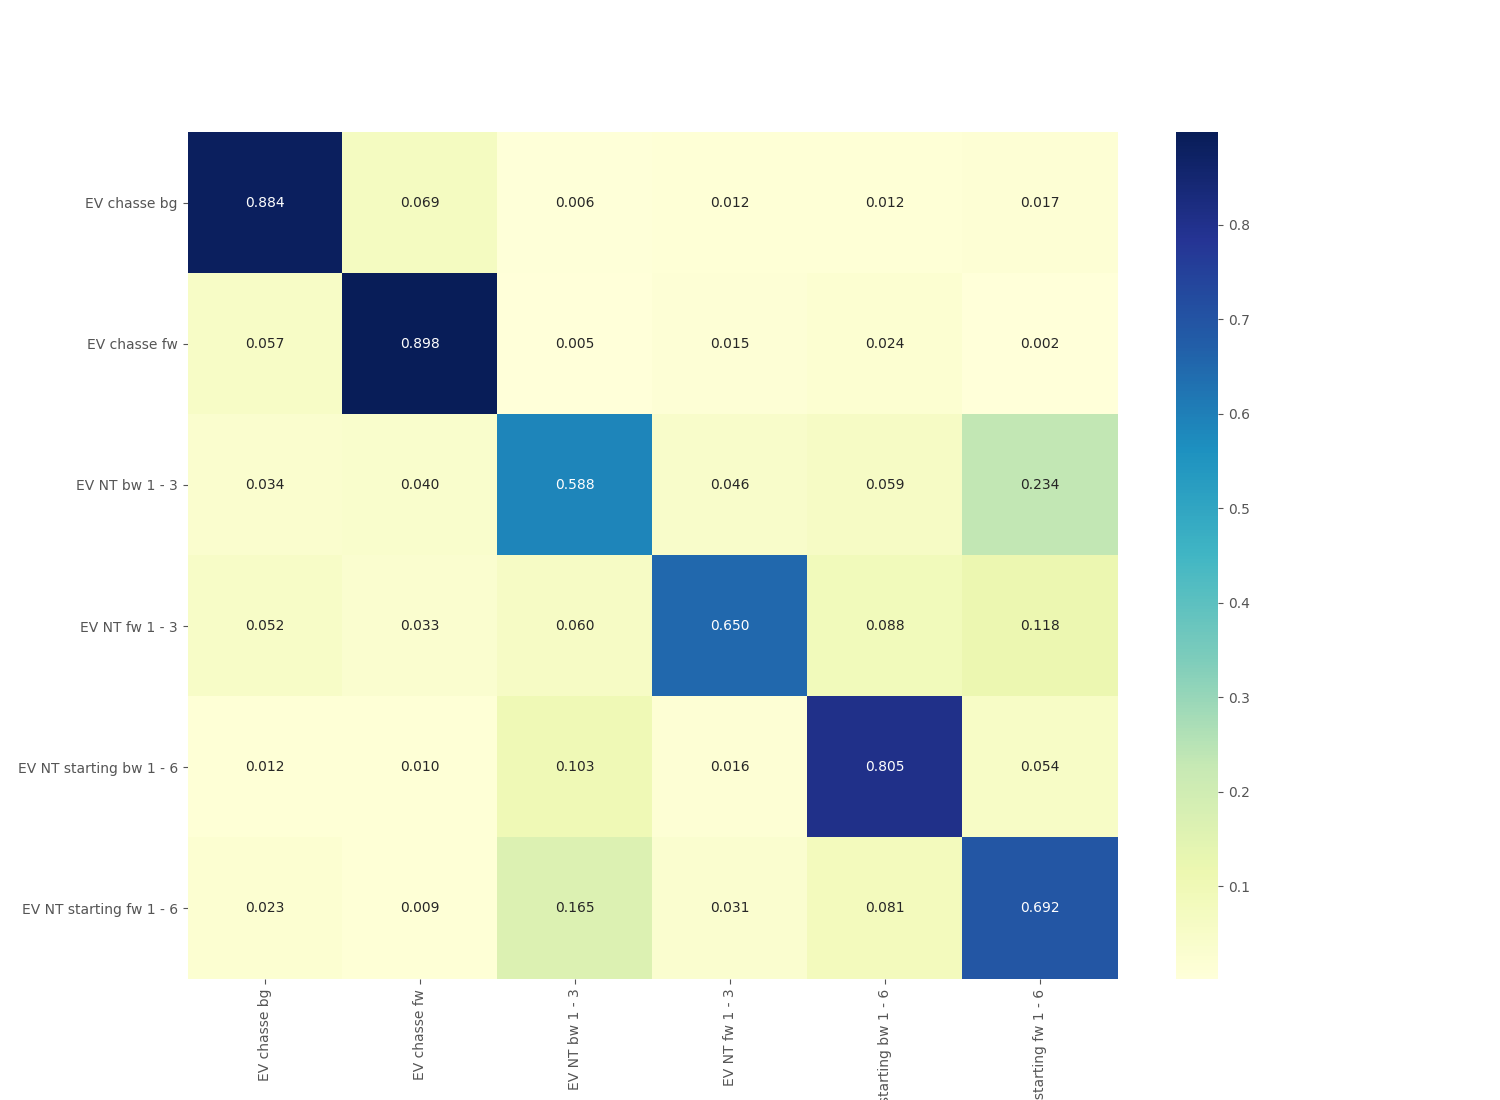 EV chasse bg 0.884 0.069 0.006 0.012 0.012 0.017
EV chasse fw 0.057 0.898 0.005 0.015 0.024 0.002
EV NT bw 1 - 3 0.034 0.040 0.588 0.046 0.059 0.234
EV NT fw 1 - 3 0.052 0.033 0.060 0.650 0.088 0.118
EV NT starting bw 1 - 6 0.012 0.010 0.103 0.016 0.805 0.054
EV NT starting fw 1 - 6 0.023 0.009 0.165 0.031 0.081 0.692
EV chasse bg
EV chasse fw
EV NT bw 1 - 3
EV NT fw 1 - 3
starting bw 1 - 6
starting fw 1 - 6
0.8
0.7
0.6
0.5
0.4
0.3
0.2
0.1